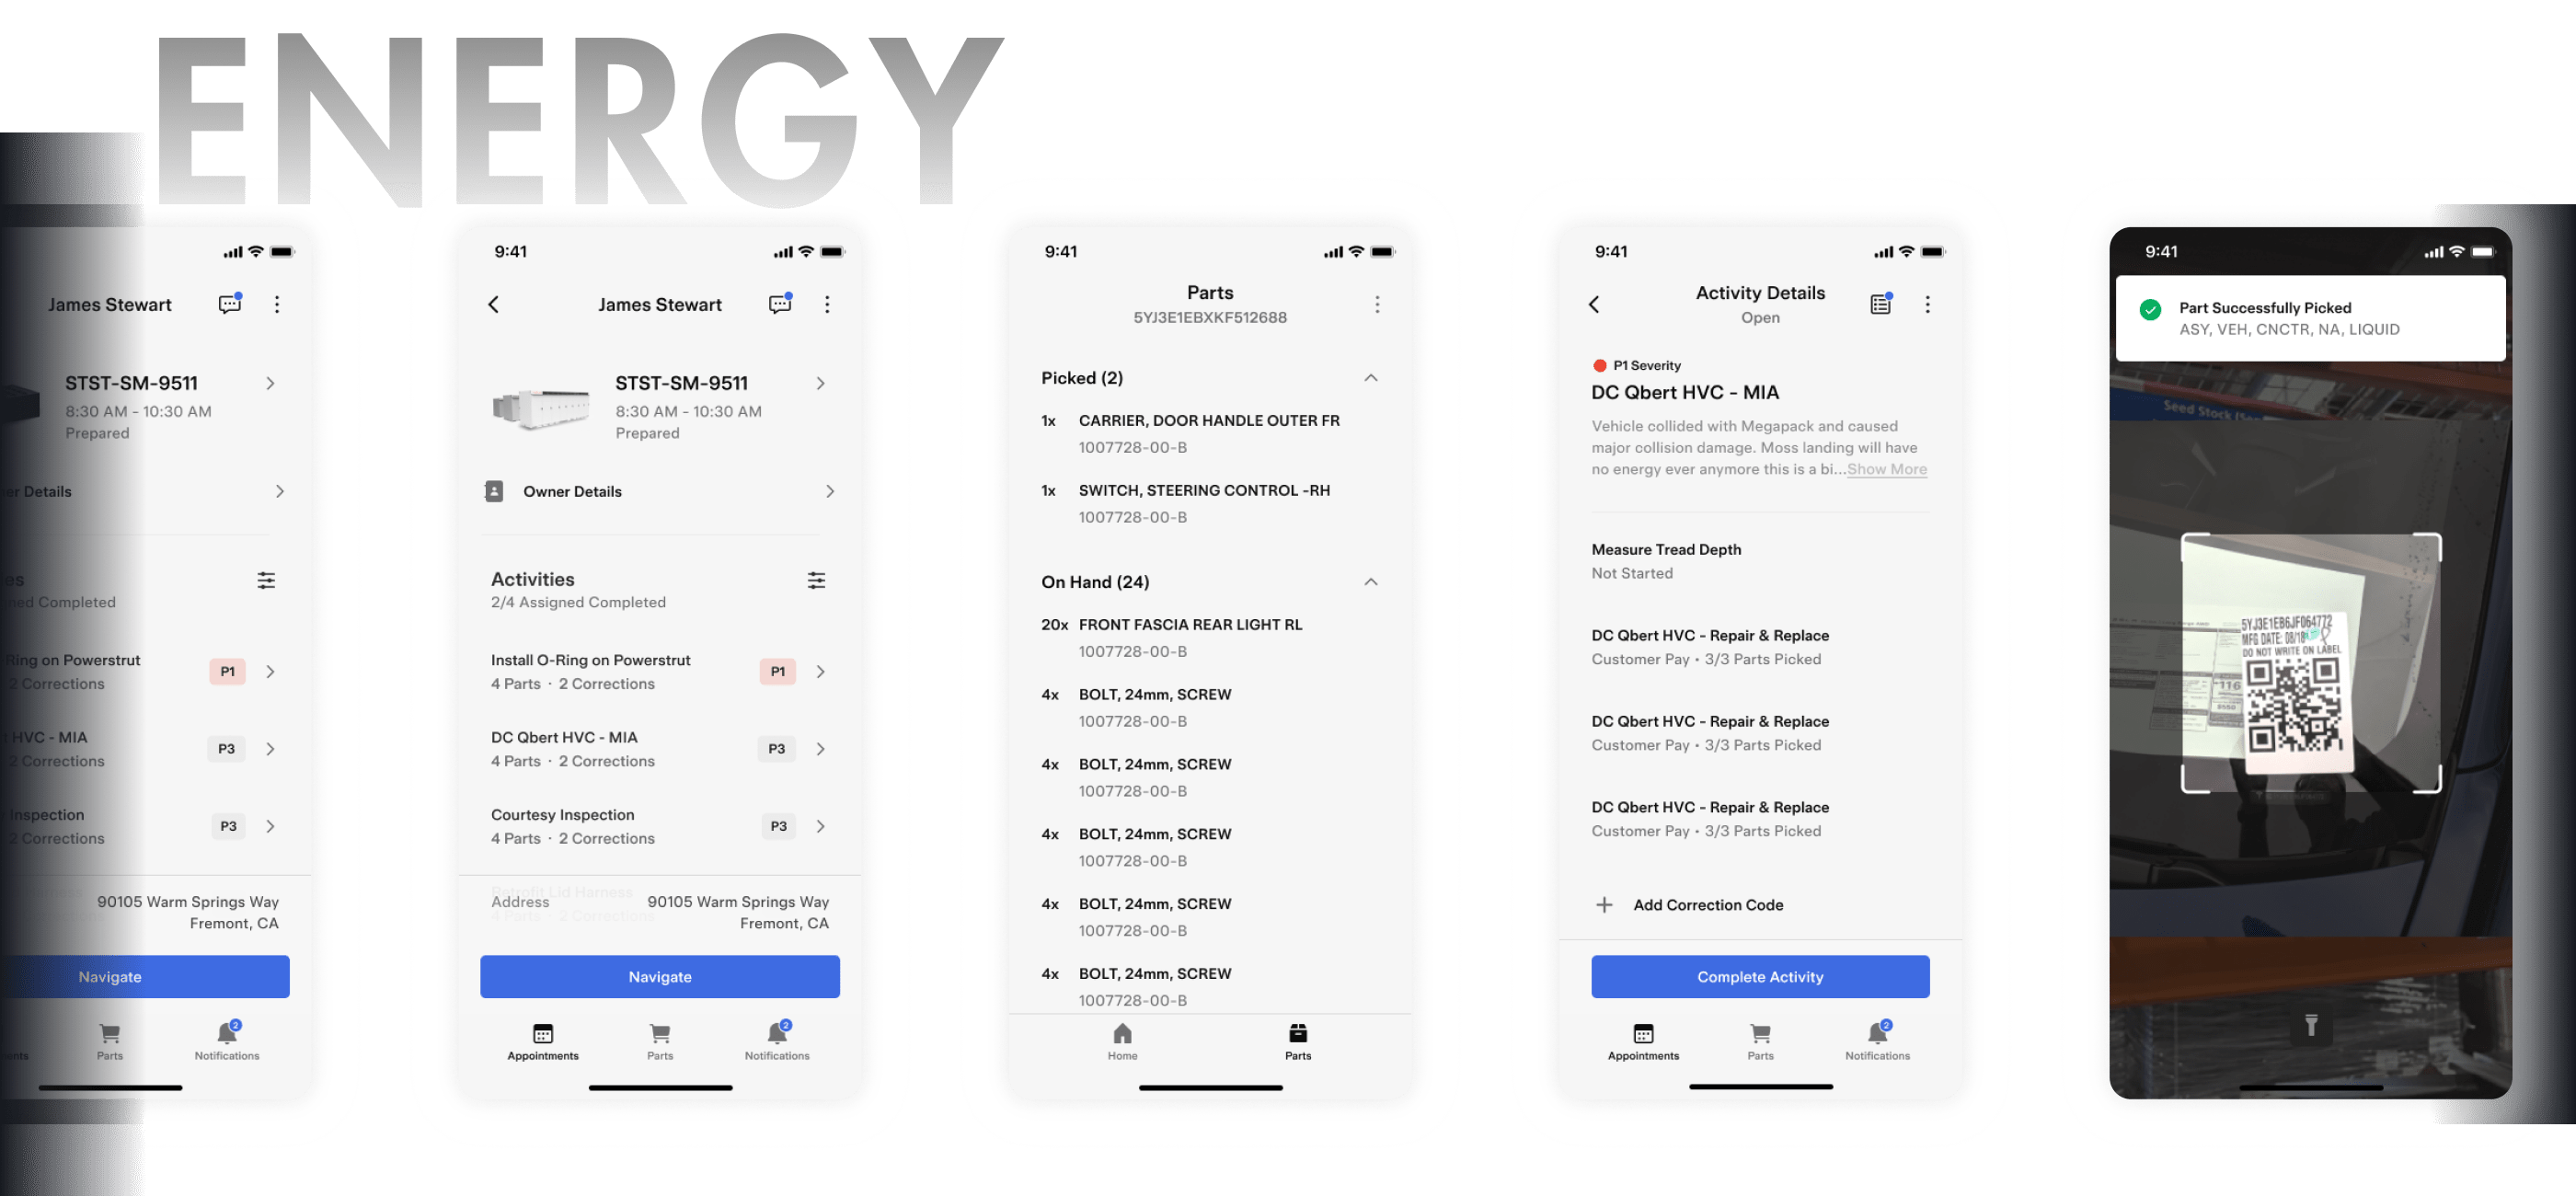 ENERGY
James Stewart
STST-SM-9511
8:30 AM - 10:30 AM
Prepared
Details
Completed
Ring on Powerstrut
2 Corrections
P1
HVC - MIA
2 Corrections
P3
Inspection
2 Corrections
P3
90105 Warm Springs Way
Fremont, CA
Navigate
Parts
2
Notifications
9:41
James Stewart
STST-SM-9511
8:30 AM - 10:30 AM
Prepared
Owner Details
Activities
2/4 Assigned Completed
Install O-Ring on Powerstrut
4 Parts · 2 Corrections
P1
DC Qbert HVC - MIA
4 Parts · 2 Corrections
P3
Courtesy Inspection
4 Parts · 2 Corrections
P3
Retrofit Lid Harness
4 Parts · 2 Corrections
Address
90105 Warm Springs Way
Fremont, CA
Navigate
Appointments
Parts
2
Notifications
9:41
Parts
5YJ3E1EBXKF512688
Picked (2)
1x CARRIER, DOOR HANDLE OUTER FR
1007728-00-B
1x SWITCH, STEERING CONTROL -RH
1007728-00-B
On Hand (24)
20x FRONT FASCIA REAR LIGHT RL
1007728-00-B
4x BOLT, 24mm, SCREW
1007728-00-B
4x BOLT, 24mm, SCREW
1007728-00-B
4x BOLT, 24mm, SCREW
1007728-00-B
4x BOLT, 24mm, SCREW
1007728-00-B
4x BOLT, 24mm, SCREW
1007728-00-B
Home
Parts
9:41
Activity Details
Open
P1 Severity
DC Qbert HVC - MIA
Vehicle collided with Megapack and caused
major collision damage. Moss landing will have
no energy ever anymore this is a bi...Show More
Measure Tread Depth
Not Started
DC Qbert HVC - Repair & Replace
Customer Pay • 3/3 Parts Picked
DC Qbert HVC - Repair & Replace
Customer Pay • 3/3 Parts Picked
DC Qbert HVC - Repair & Replace
Customer Pay • 3/3 Parts Picked
Add Correction Code
Complete Activity
Appointments
Parts
2
Notifications
9:41
Part Successfully Picked
ASY, VEH, CNCTR, NA, LIQUID
Seed Stock
5YJ3E1EB6JF064772
MFG DATE: 08/18
DO NOT WRITE ON LABEL